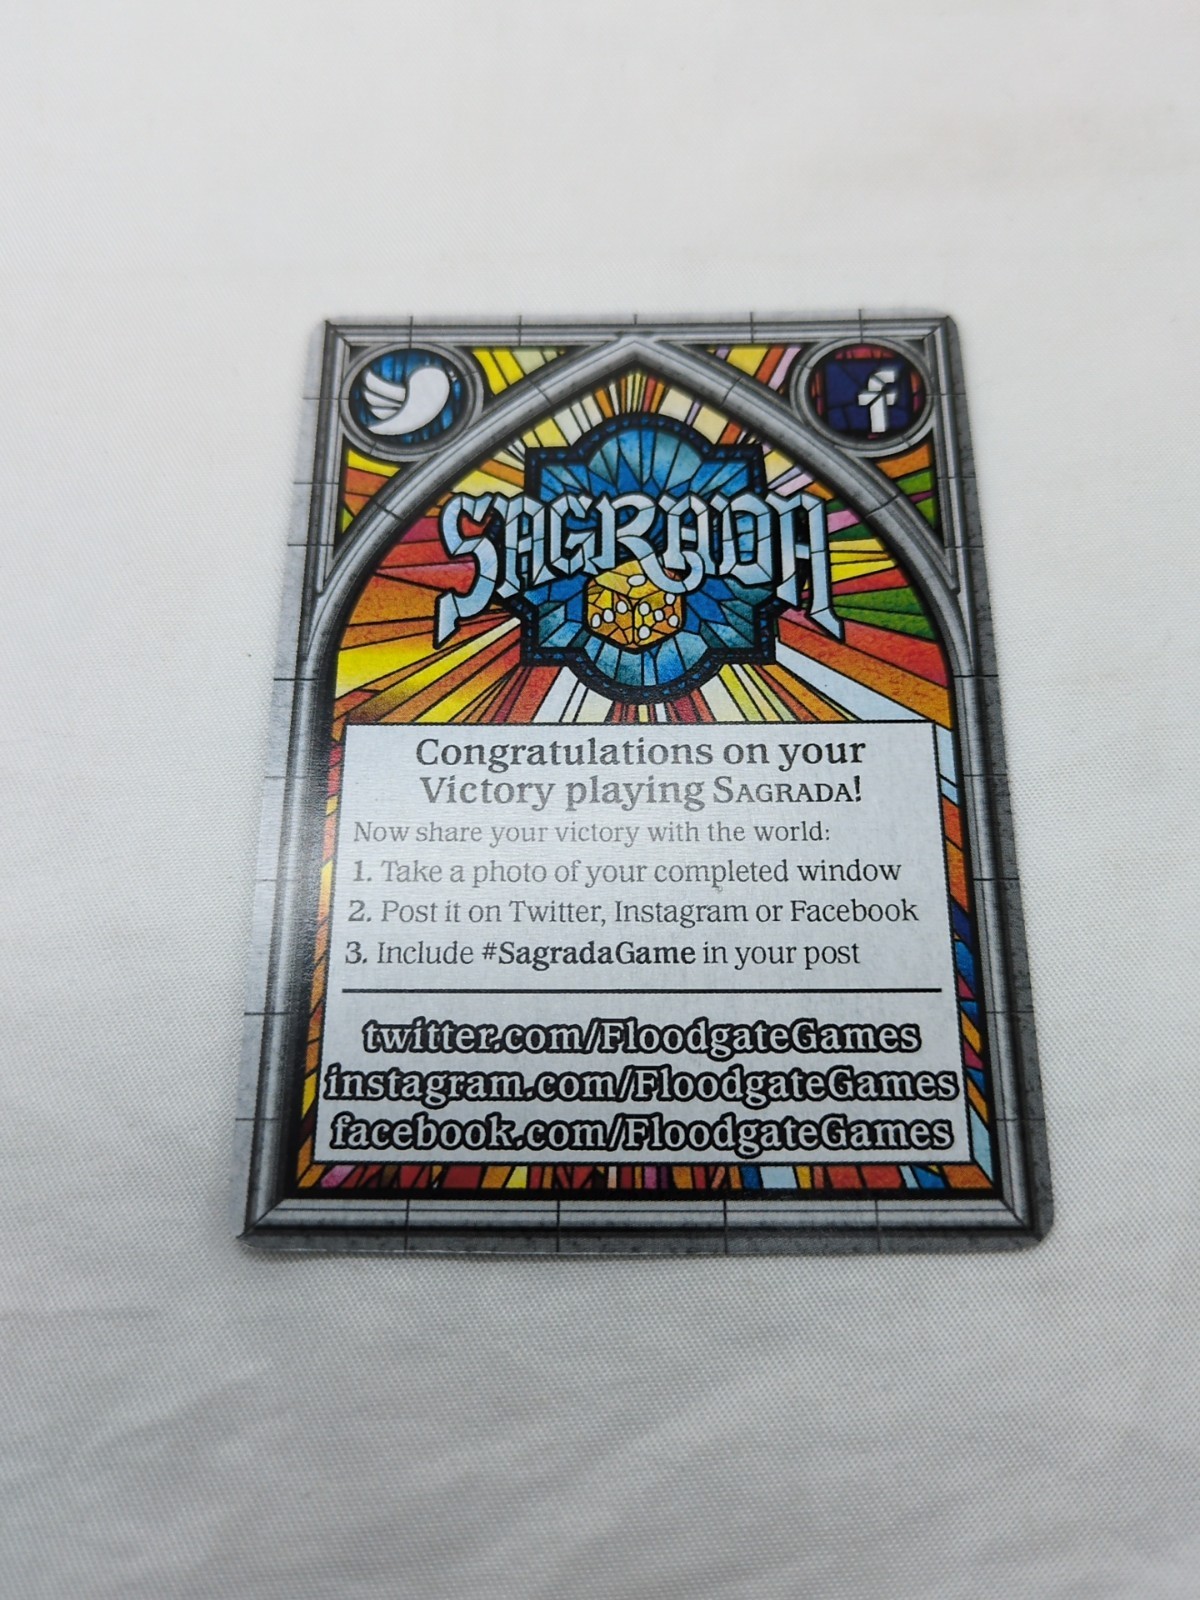 SAGRADA
Congratulations on your
Victory playing SAGRADA!
Now share your victory with the world:
1. Take a photo of your completed window
2. Post it on Twitter, Instagram or Facebook
3. Include #SagradaGame in your post
twitter.com/FloodgateGames
instagram.com/FloodgateGames
facebook.com/FloodgateGames